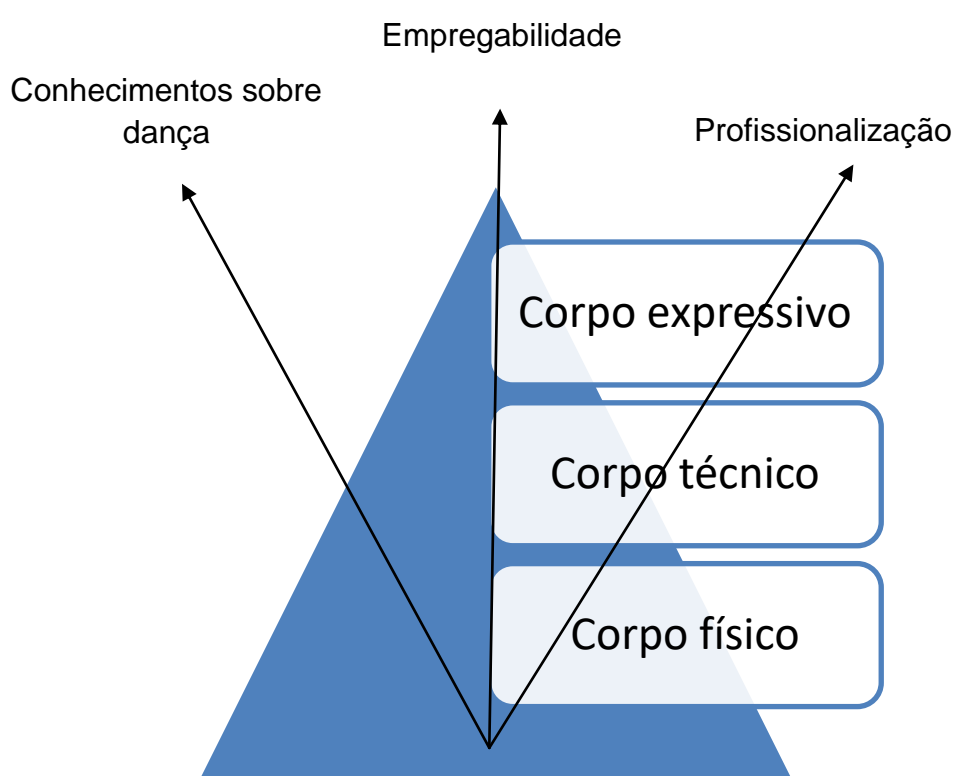 Empregabilidade
Conhecimentos sobre
dança
Profissionalização
Corpo expressivo
Corpo técnico
Corpo físico